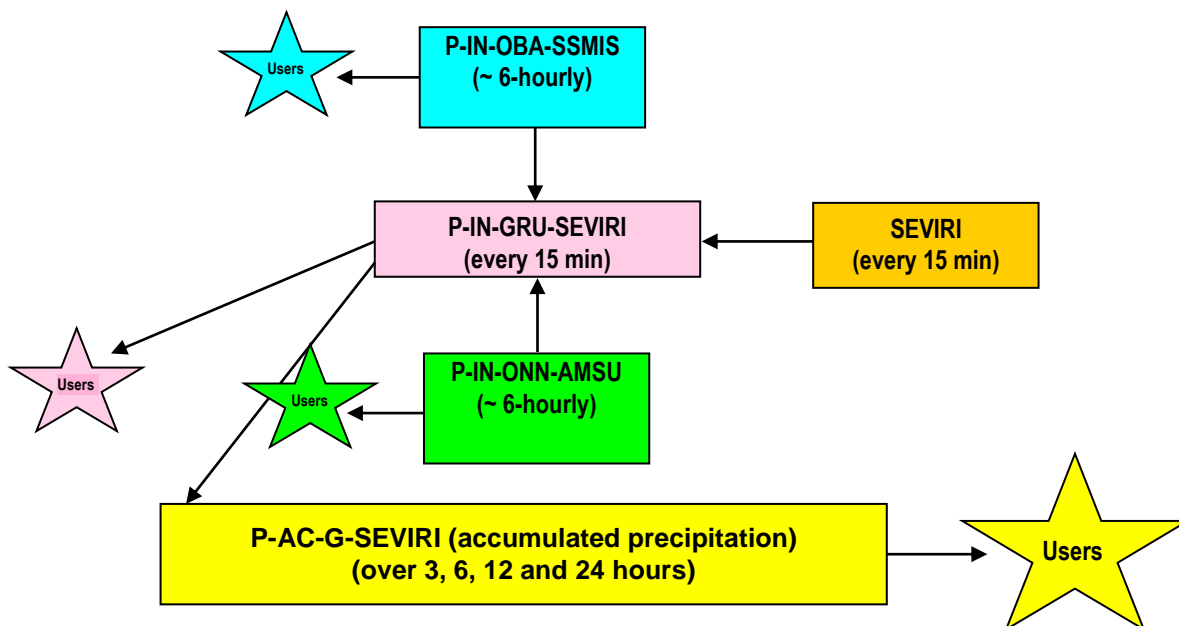 Users
P-IN-OBA-SSMIS
(~ 6-hourly)
P-IN-GRU-SEVIRI
(every 15 min)
SEVIRI
(every 15 min)
Users
Users
P-IN-ONN-AMSU
(~ 6-hourly)
P-AC-G-SEVIRI (accumulated precipitation)
(over 3, 6, 12 and 24 hours)
Users